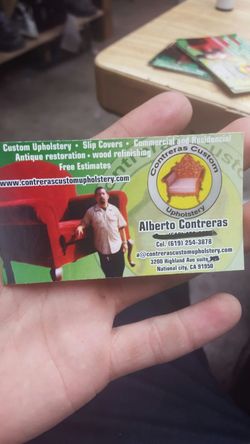 Custom Upholstery • Slip Covers • Commercial and Residencial
Antique restoration • wood refinishing
Free Estimates
www.contrerascustomupholstery.com
Contreras Custom
Upholstery
Alberto Contreras
Cel. (619) 254-3878
a@contrerascustomupholstery.com
3200 Highland Ave suite
National city, CA 91950